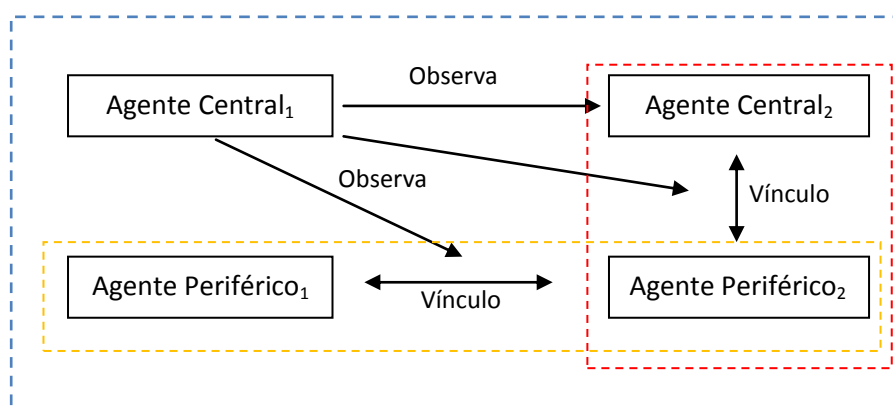 Observa
Agente Central₁
Agente Central₂
Observa
Vínculo
Agente Periférico₁
Vínculo
Agente Periférico₂